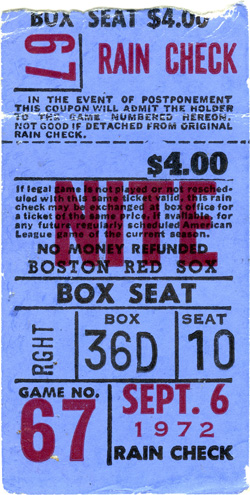 BOX SEAT $4.00
67
RAIN CHECK
IN THE EVENT OF POSTPONEMENT
THIS COUPON WILL ADMIT THE HOLDER
TO THE GAME NUMBERED HEREON.
NOT GOOD IF DETACHED FROM ORIGINAL
RAIN CHECK.
$4.00
NITE
If legal game is not played or not resched-
uled with this same ticket valid, this rain
check may be exchanged at box office for
a ticket of the same price, if available, for
any future regularly scheduled American
League game of the current season.
NO MONEY REFUNDED
BOSTON RED SOX
BOX SEAT
RGHT
BOX
36D
SEAT
10
GAME NO.
67
SEPT. 6
1972
RAIN CHECK